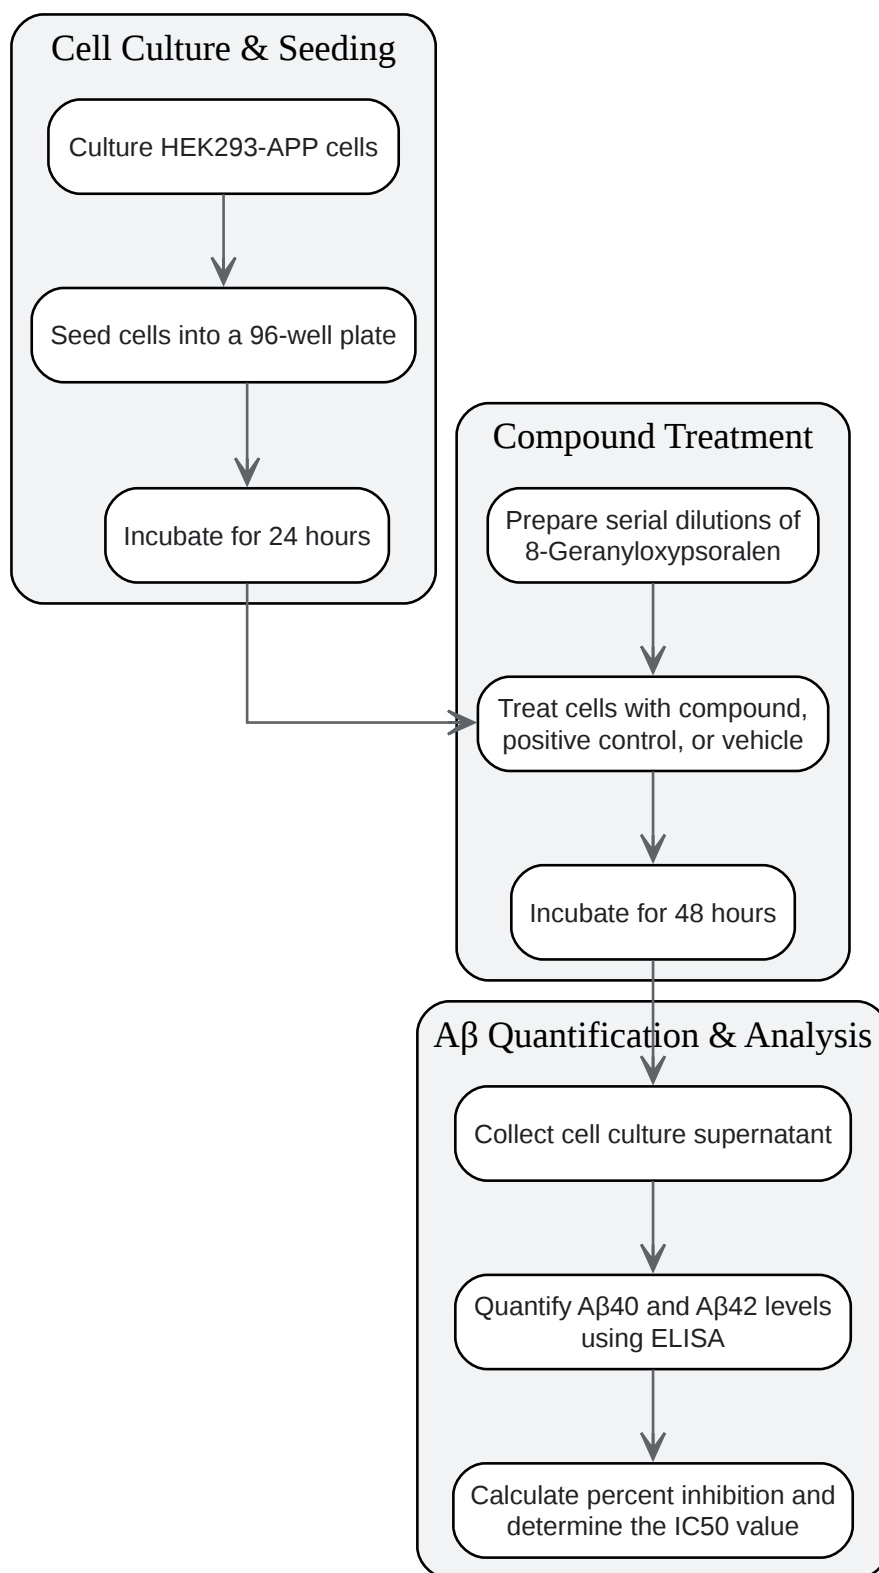 Cell Culture & Seeding
Culture HEK293-APP cells
Seed cells into a 96-well plate
Incubate for 24 hours
Compound Treatment
Prepare serial dilutions of
8-Geranyloxypsoralen
Treat cells with compound,
positive control, or vehicle
Incubate for 48 hours
Aβ Quantification & Analysis
Collect cell culture supernatant
Quantify Aβ40 and Aβ42 levels
using ELISA
Calculate percent inhibition and
determine the IC50 value